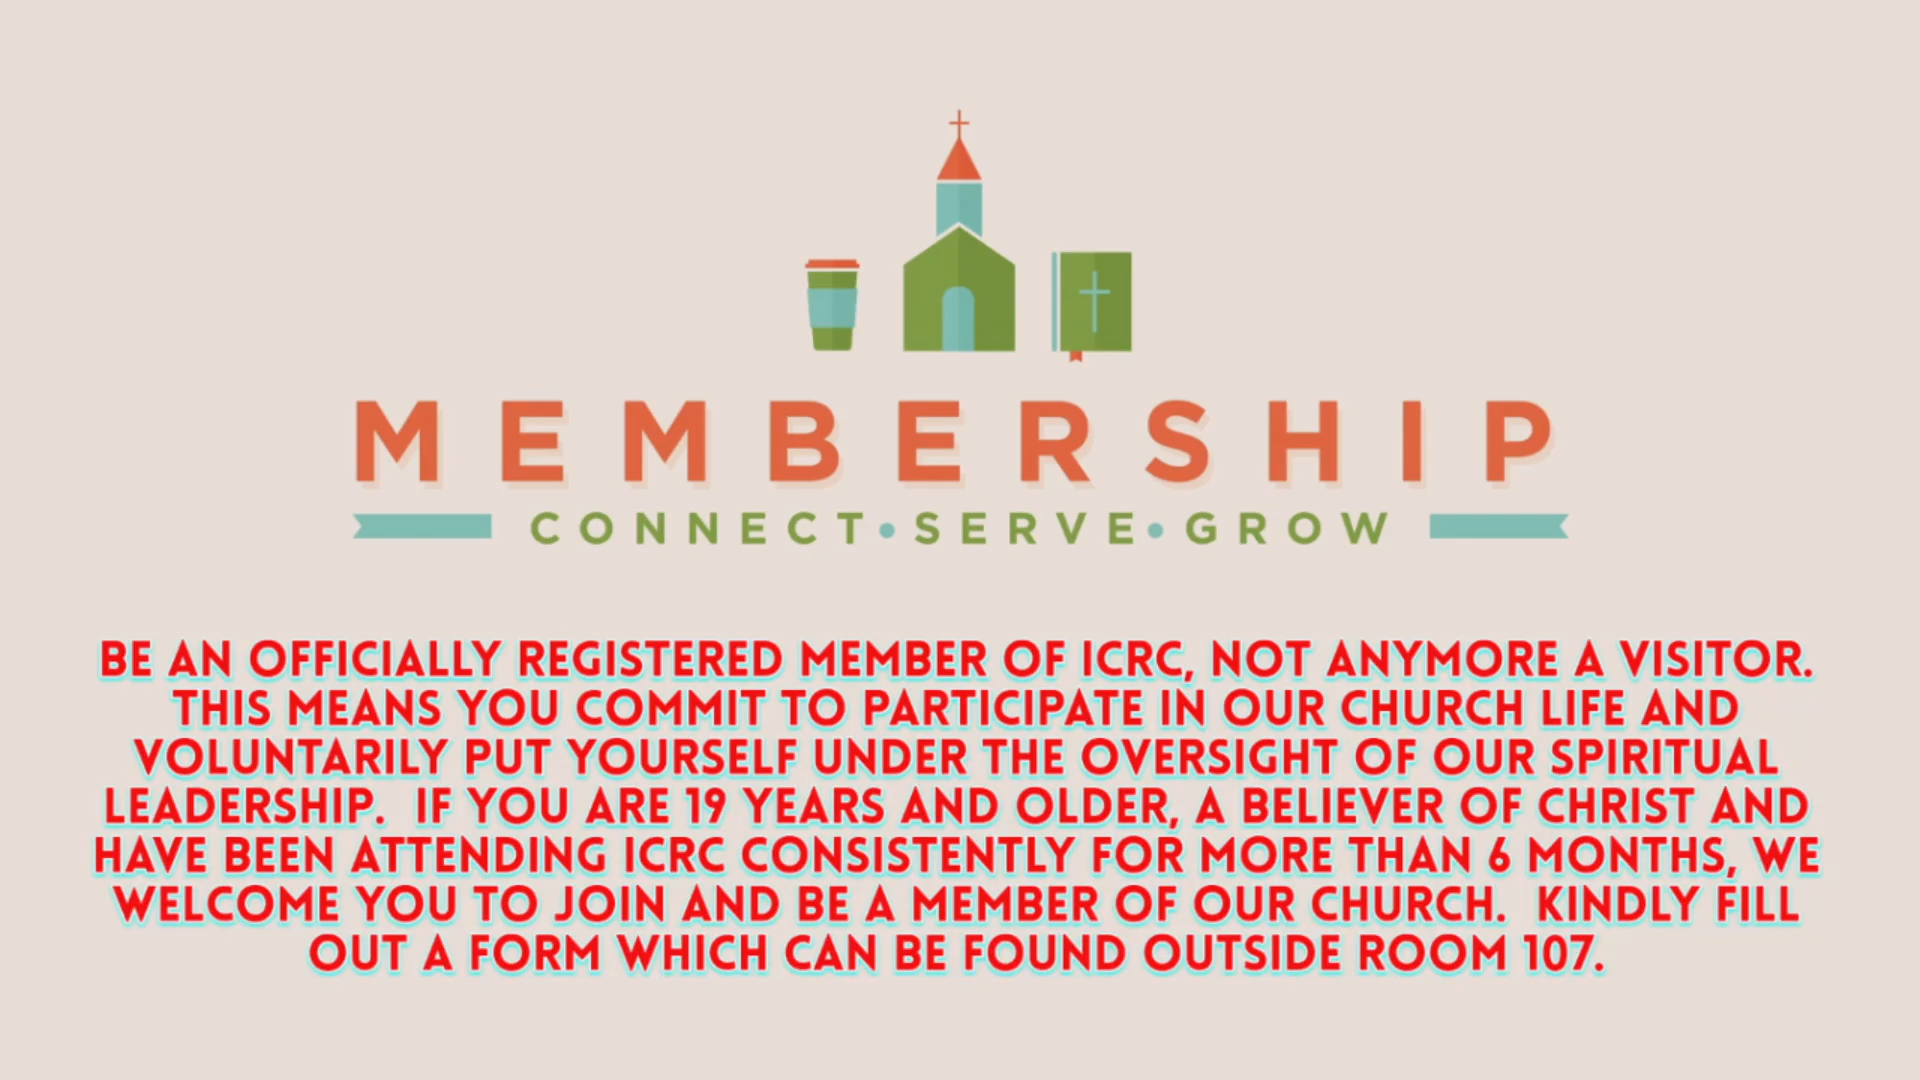 MEMBERSHIP
CONNECT•SERVE•GROW
BE AN OFFICIALLY REGISTERED MEMBER OF ICRC, NOT ANYMORE A VISITOR.
THIS MEANS YOU COMMIT TO PARTICIPATE IN OUR CHURCH LIFE AND
VOLUNTARILY PUT YOURSELF UNDER THE OVERSIGHT OF OUR SPIRITUAL
LEADERSHIP.  IF YOU ARE 19 YEARS AND OLDER, A BELIEVER OF CHRIST AND
HAVE BEEN ATTENDING ICRC CONSISTENTLY FOR MORE THAN 6 MONTHS, WE
WELCOME YOU TO JOIN AND BE A MEMBER OF OUR CHURCH.  KINDLY FILL
OUT A FORM WHICH CAN BE FOUND OUTSIDE ROOM 107.